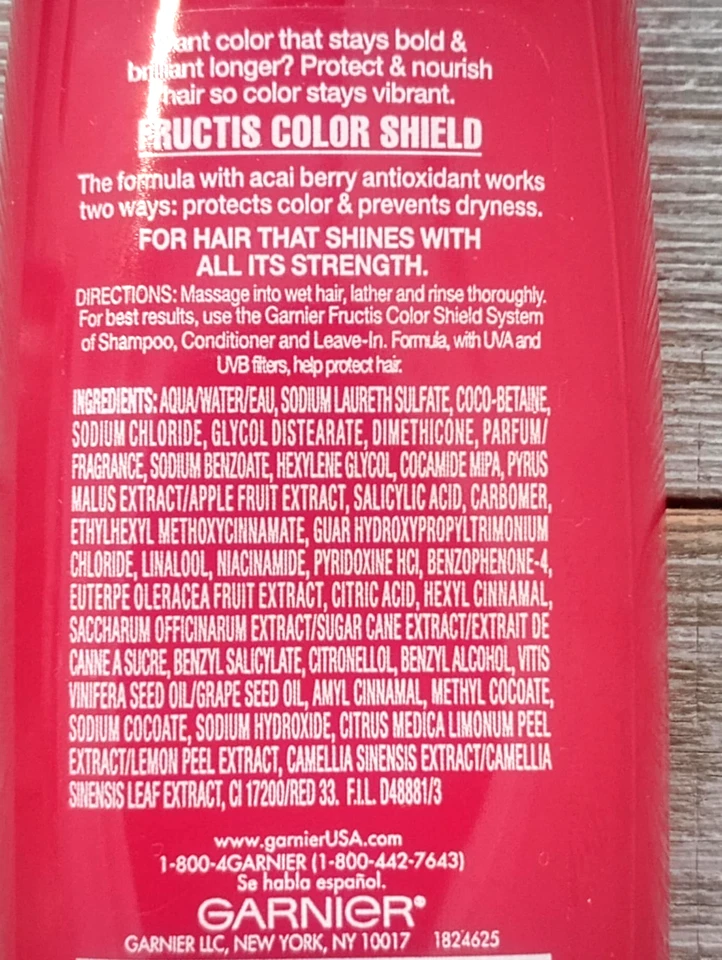 ant color that stays bold &
longer? Protect & nourish
hair so color stays vibrant.
FRUCTIS COLOR SHIELD
The formula with acai berry antioxidant works
two ways: protects color & prevents dryness.
FOR HAIR THAT SHINES WITH
ALL ITS STRENGTH.
DIRECTIONS: Massage into wet hair, lather and rinse thoroughly.
For best results, use the Garnier Fructis Color Shield System
of Shampoo, Conditioner and Leave-In. Formula, with UVA and
UVB filters, help protect hair.
INGREDIENTS: AQUA/WATER/EAU, SODIUM LAURETH SULFATE, COCO-BETAINE,
SODIUM CHLORIDE, GLYCOL DISTEARATE, DIMETHICONE, PARFUM/
FRAGRANCE, SODIUM BENZOATE, HEXYLENE GLYCOL, COCAMIDE MIPA, PYRUS
MALUS EXTRACT/APPLE FRUIT EXTRACT, SALICYLIC ACID, CARBOMER,
ETHYLHEXYL METHOXYCINNAMATE, GUAR HYDROXYPROPYLTRIMONIUM
CHLORIDE, LINALOOL, NIACINAMIDE, PYRIDOXINE HCI, BENZOPHENONE-4,
EUTERPE OLERACEA FRUIT EXTRACT, CITRIC ACID, HEXYL CINNAMAL,
SACCHARUM OFFICINARUM EXTRACT/SUGAR CANE EXTRACT/EXTRAIT DE
CANNE A SUCRE, BENZYL SALICYLATE, CITRONELLOL, BENZYL ALCOHOL, VITIS
VINIFERA SEED OIL/GRAPE SEED OIL, AMYL CINNAMAL, METHYL COCOATE,
SODIUM COCOATE, SODIUM HYDROXIDE, CITRUS MEDICA LIMONUM PEEL
EXTRACT/LEMON PEEL EXTRACT, CAMELLIA SINENSIS EXTRACT/CAMELLIA
SINENSIS LEAF EXTRACT, CI 17200/RED 33. F.I.L. D48881/3
www.garnierUSA.com
1-800-4GARNIER (1-800-442-7643)
Se habla español.
GARNIER®
GARNIER LLC, NEW YORK, NY 10017 1824625